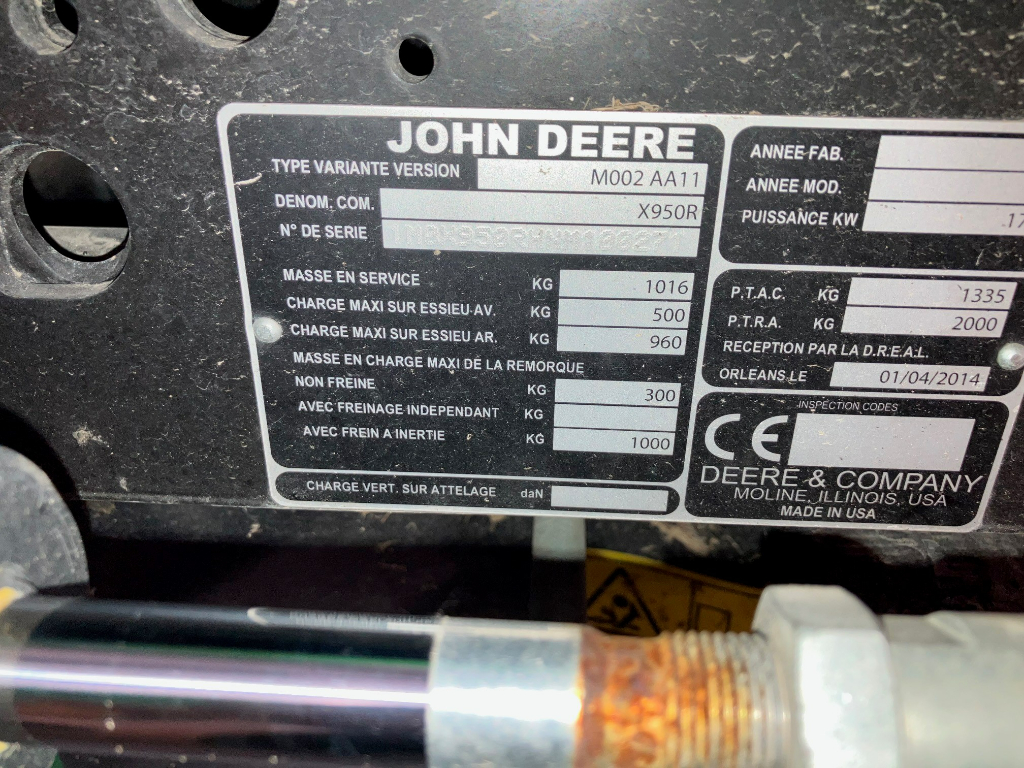 JOHN DEERE
TYPE VARIANTE VERSION M002 AA11
DENOM. COM. X950R
N° DE SERIE
MASSE EN SERVICE KG 1016
CHARGE MAXI SUR ESSIEU AV. KG 500
CHARGE MAXI SUR ESSIEU AR. KG 960
MASSE EN CHARGE MAXI DE LA REMORQUE
NON FREINE KG 300
AVEC FREINAGE INDEPENDANT KG
AVEC FREIN A INERTIE KG 1000
CHARGE VERT. SUR ATTELAGE daN
ANNEE FAB.
ANNEE MOD.
PUISSANCE KW
P.T.A.C. KG 1335
P.T.R.A. KG 2000
RECEPTION PAR LA D.R.E.A.L.
ORLEANS LE 01/04/2014
INSPECTION CODES
CE
DEERE & COMPANY
MOLINE, ILLINOIS, USA
MADE IN USA